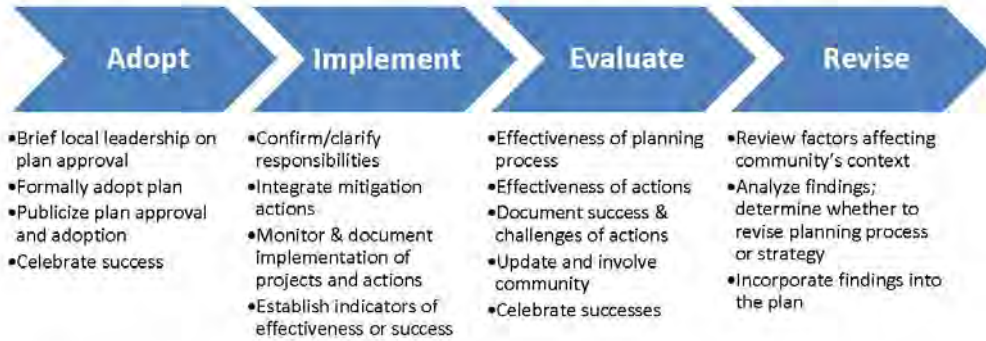 Adopt
Implement
Evaluate
Revise
•Brief local leadership on
plan approval
•Formally adopt plan
•Publicize plan approval
and adoption
•Celebrate success
•Confirm/clarify
responsibilities
•Integrate mitigation
actions
•Monitor & document
implementation of
projects and actions
•Establish indicators of
effectiveness or success
•Effectiveness of planning
process
•Effectiveness of actions
•Document success &
challenges of actions
•Update and involve
community
•Celebrate successes
•Review factors affecting
community's context
•Analyze findings;
determine whether to
revise planning process
or strategy
•Incorporate findings into
the plan